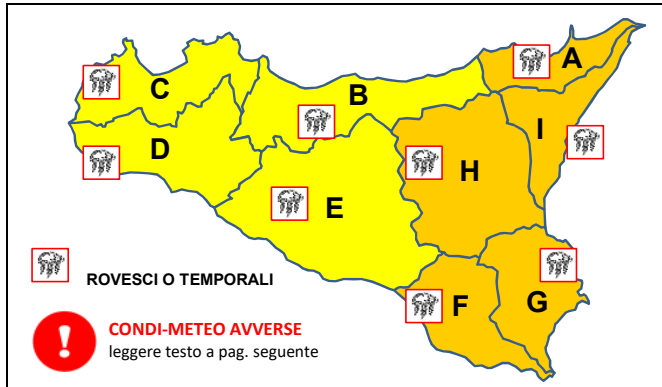 A
C
B
I
D
H
E
ROVESCI O TEMPORALI
F
G
!
CONDI-METEO AVVERSE
leggere testo a pag. seguente